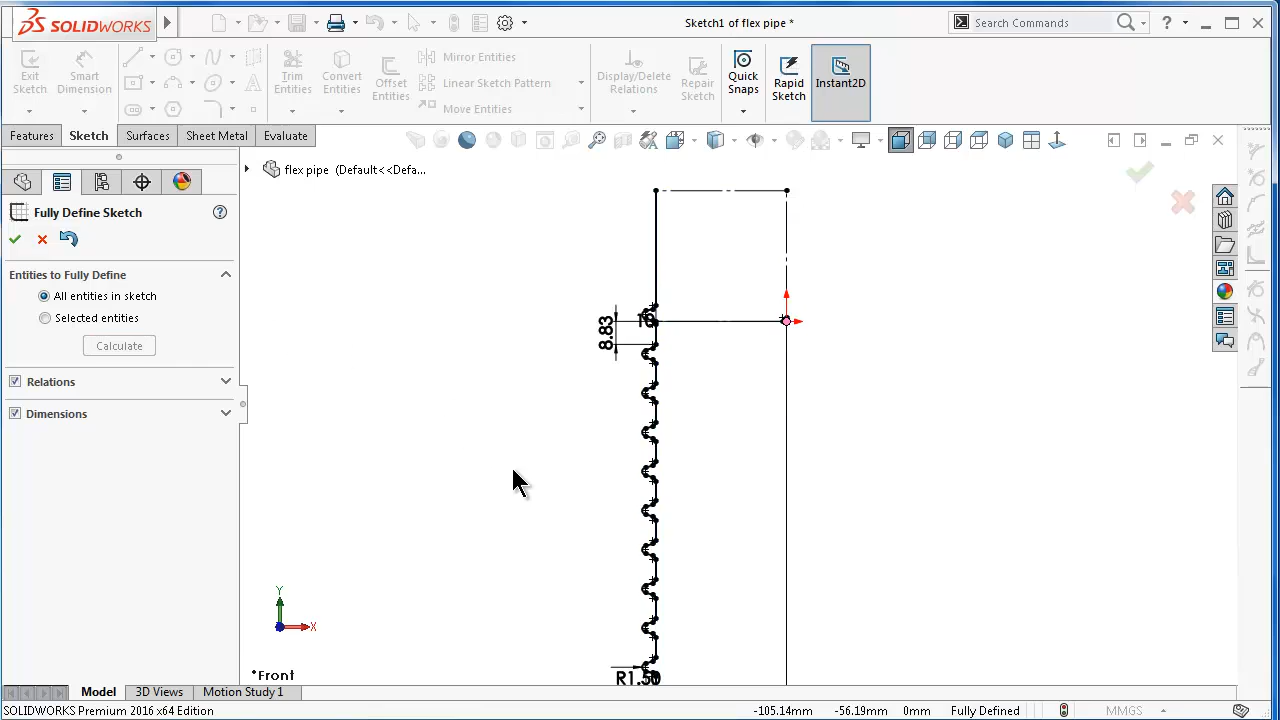 SOLIDWORKS
Sketch1 of flex pipe *
Search Commands
Exit Sketch
Smart Dimension
Trim Entities
Convert Entities
Offset Entities
Mirror Entities
Linear Sketch Pattern
Move Entities
Display/Delete Relations
Repair Sketch
Quick Snaps
Rapid Sketch
Instant2D
Features
Sketch
Surfaces
Sheet Metal
Evaluate
flex pipe (Default<<Defa...
Fully Define Sketch
Entities to Fully Define
All entities in sketch
Selected entities
Calculate
Relations
Dimensions
8.83
R1.50
Y
X
*Front
Model
3D Views
Motion Study 1
SOLIDWORKS Premium 2016 x64 Edition
-105.14mm
-56.19mm
0mm
Fully Defined
MMGS